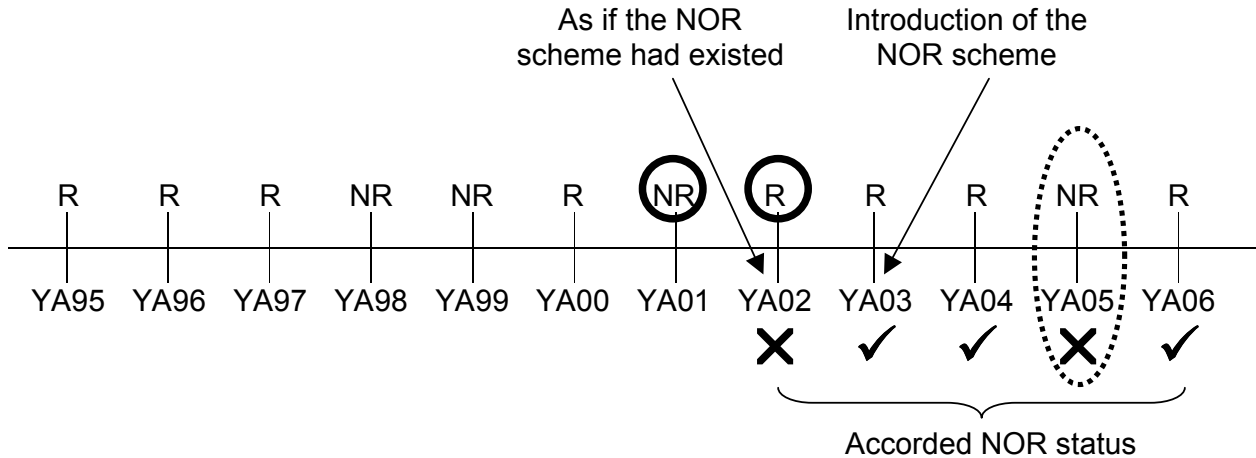 As if the NOR
scheme had existed
Introduction of the
NOR scheme
R R R NR NR R NR R R R NR R
YA95 YA96 YA97 YA98 YA99 YA00 YA01 YA02 YA03 YA04 YA05 YA06
Accorded NOR status